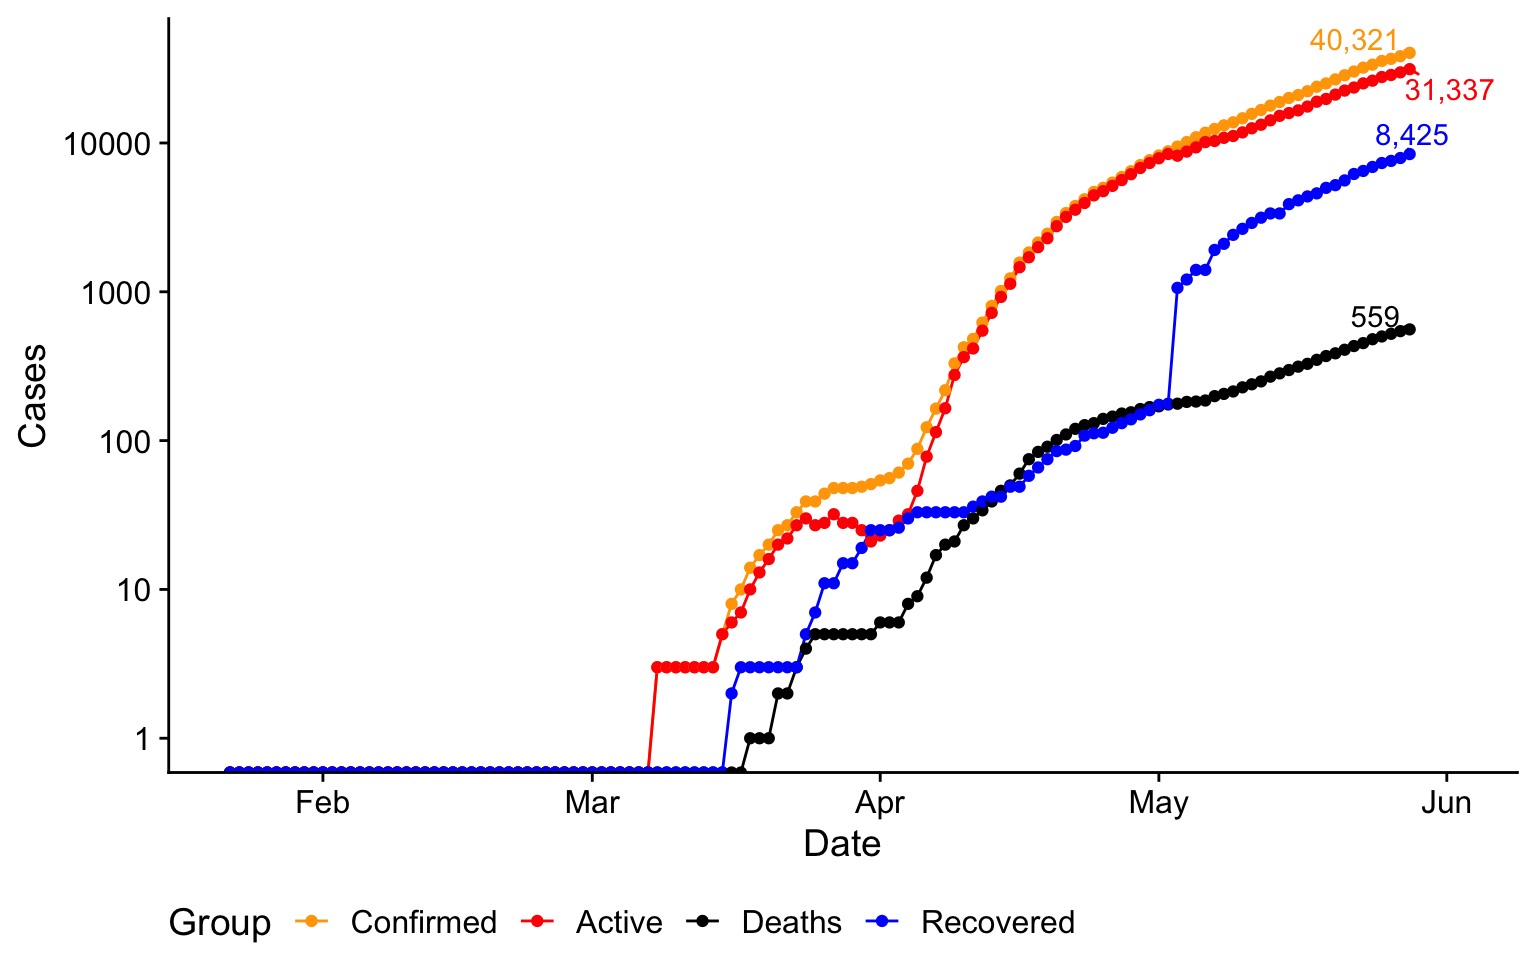 40,321
31,337
10000
8,425
1000
559
100
10
1
Cases
Feb Mar Apr May Jun
Date
Group Confirmed Active Deaths Recovered